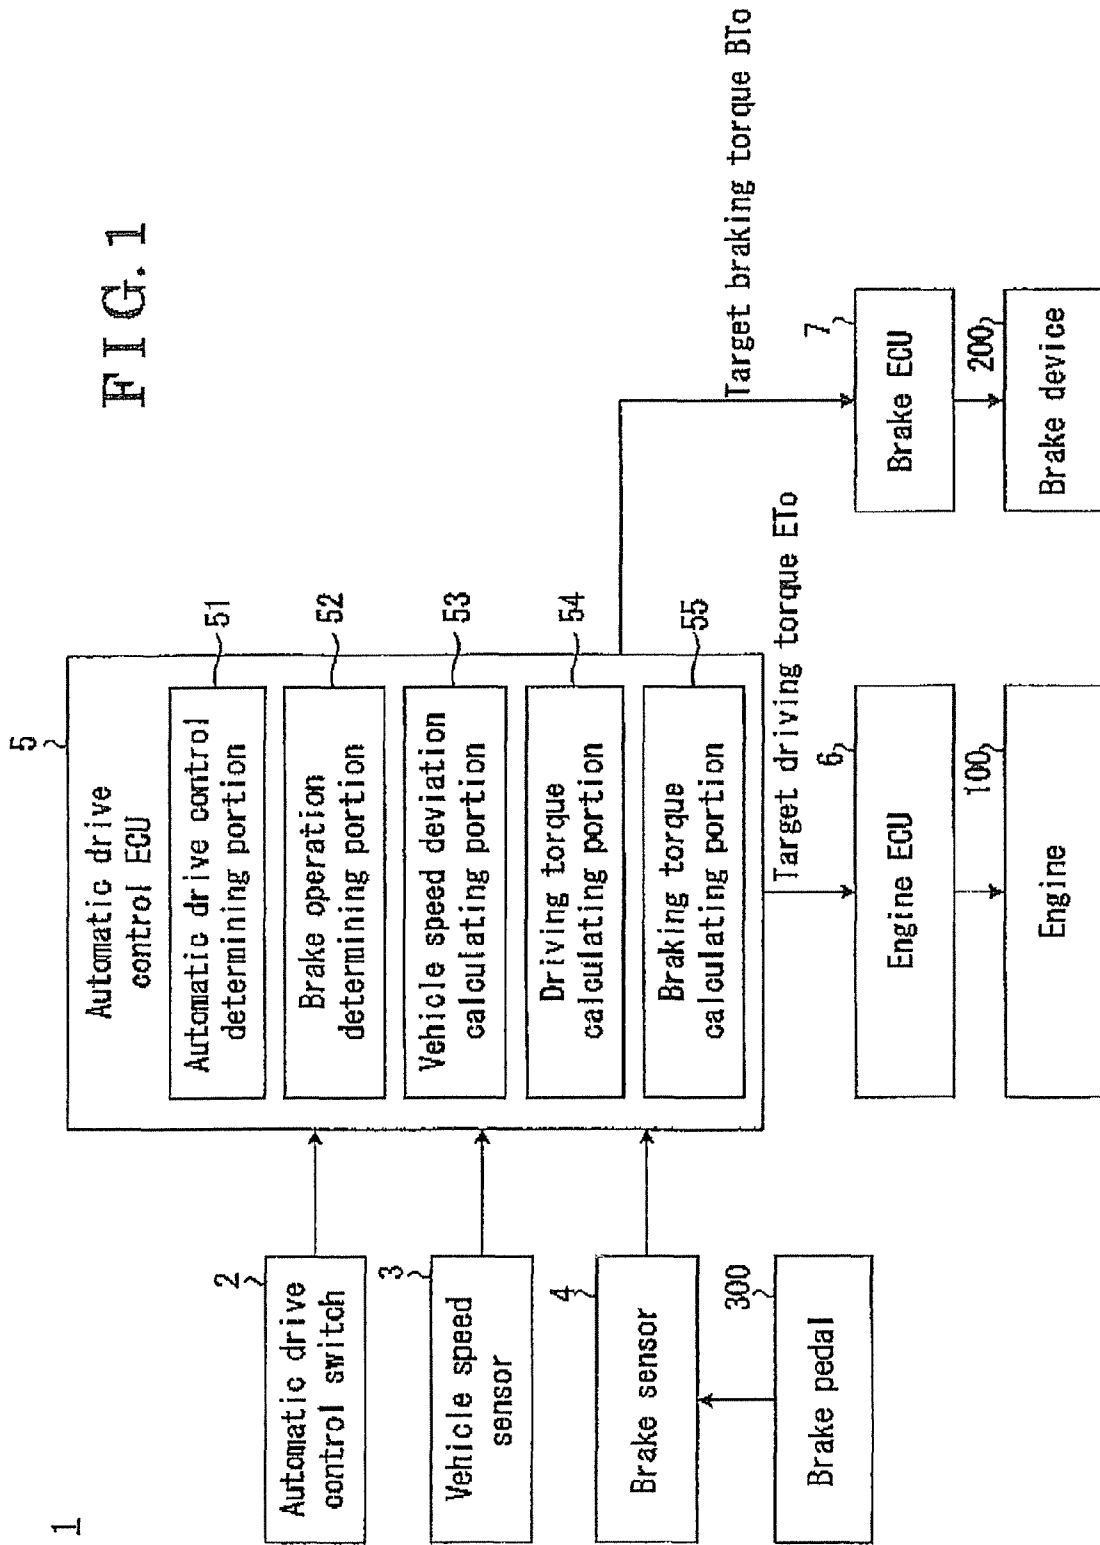 FIG. 1
1
5
Automatic drive
control ECU
2
Automatic drive
control switch
Automatic drive control
determining portion
51
Brake operation
determining portion
52
3
Vehicle speed
sensor
Vehicle speed deviation
calculating portion
53
4
Brake sensor
Driving torque
calculating portion
54
Braking torque
calculating portion
55
300
Brake pedal
Target driving torque ETo
Target braking torque BTo
6
Engine ECU
7
Brake ECU
100
Engine
200
Brake device